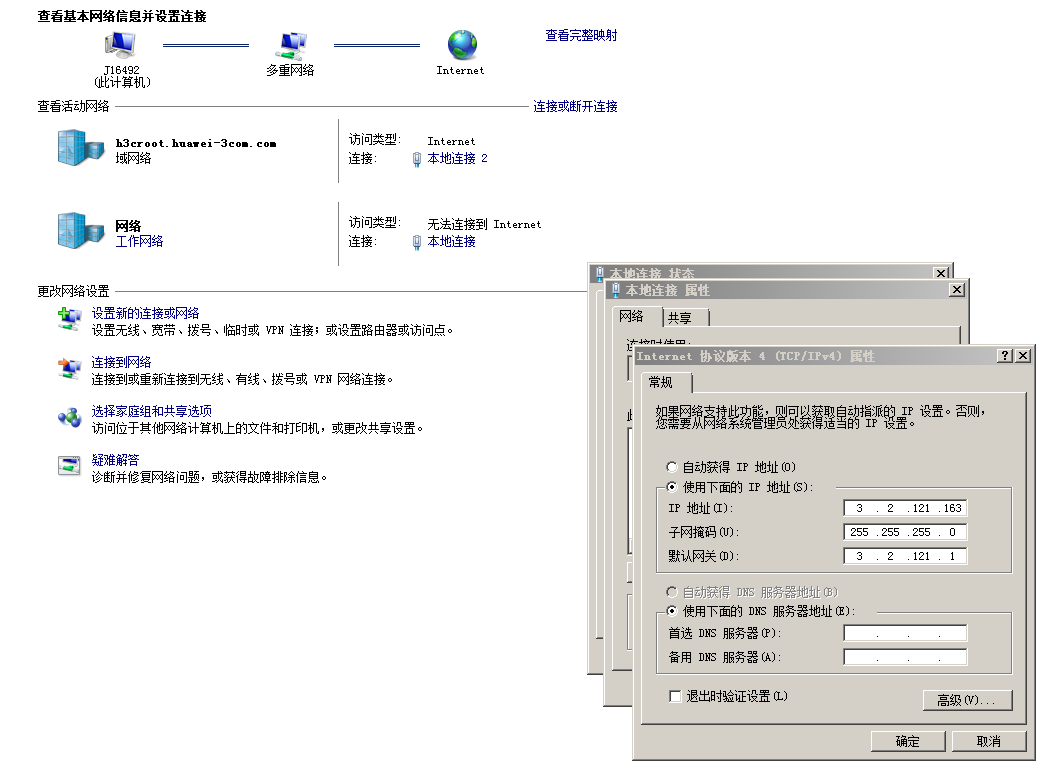 查看基本网络信息并设置连接
J16492
(此计算机)
多重网络
Internet
查看完整映射
查看活动网络
连接或断开连接
h3croot.huawei-3com.com
域网络
访问类型:
Internet
连接:
本地连接 2
网络
工作网络
访问类型:
无法连接到 Internet
连接:
本地连接
更改网络设置
设置新的连接或网络
设置无线、宽带、拨号、临时或 VPN 连接；或设置路由器或访问点。
连接到网络
连接到或重新连接到无线、有线、拨号或 VPN 网络连接。
选择家庭组和共享选项
访问位于其他网络计算机上的文件和打印机，或更改共享设置。
疑难解答
诊断并修复网络问题，或获得故障排除信息。
本地连接 状态
本地连接 属性
网络
共享
连接时使用:
Internet 协议版本 4 (TCP/IPv4) 属性
常规
如果网络支持此功能，则可以获取自动指派的 IP 设置。否则，
您需要从网络系统管理员处获得适当的 IP 设置。
自动获得 IP 地址(O)
使用下面的 IP 地址(S):
IP 地址(I):
3 . 2 .121 .163
子网掩码(U):
255 .255 .255 . 0
默认网关(D):
3 . 2 .121 . 1
自动获得 DNS 服务器地址(B)
使用下面的 DNS 服务器地址(E):
首选 DNS 服务器(P):
. . .
备用 DNS 服务器(A):
. . .
退出时验证设置(L)
高级(V)...
确定
取消